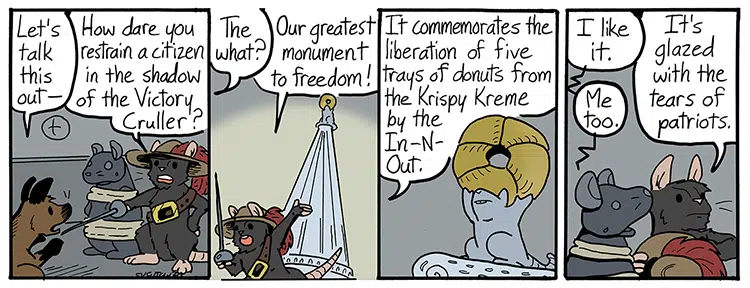 Let's
talk
this
out—
How dare you
restrain a citizen
in the shadow
of the Victory
Cruller?
The
what?
Our greatest
monument
to freedom!
It commemorates the
liberation of five
trays of donuts from
the Krispy Kreme
by the
In-N-
Out.
I like
it.
Me
too.
It's
glazed
with the
tears of
patriots.